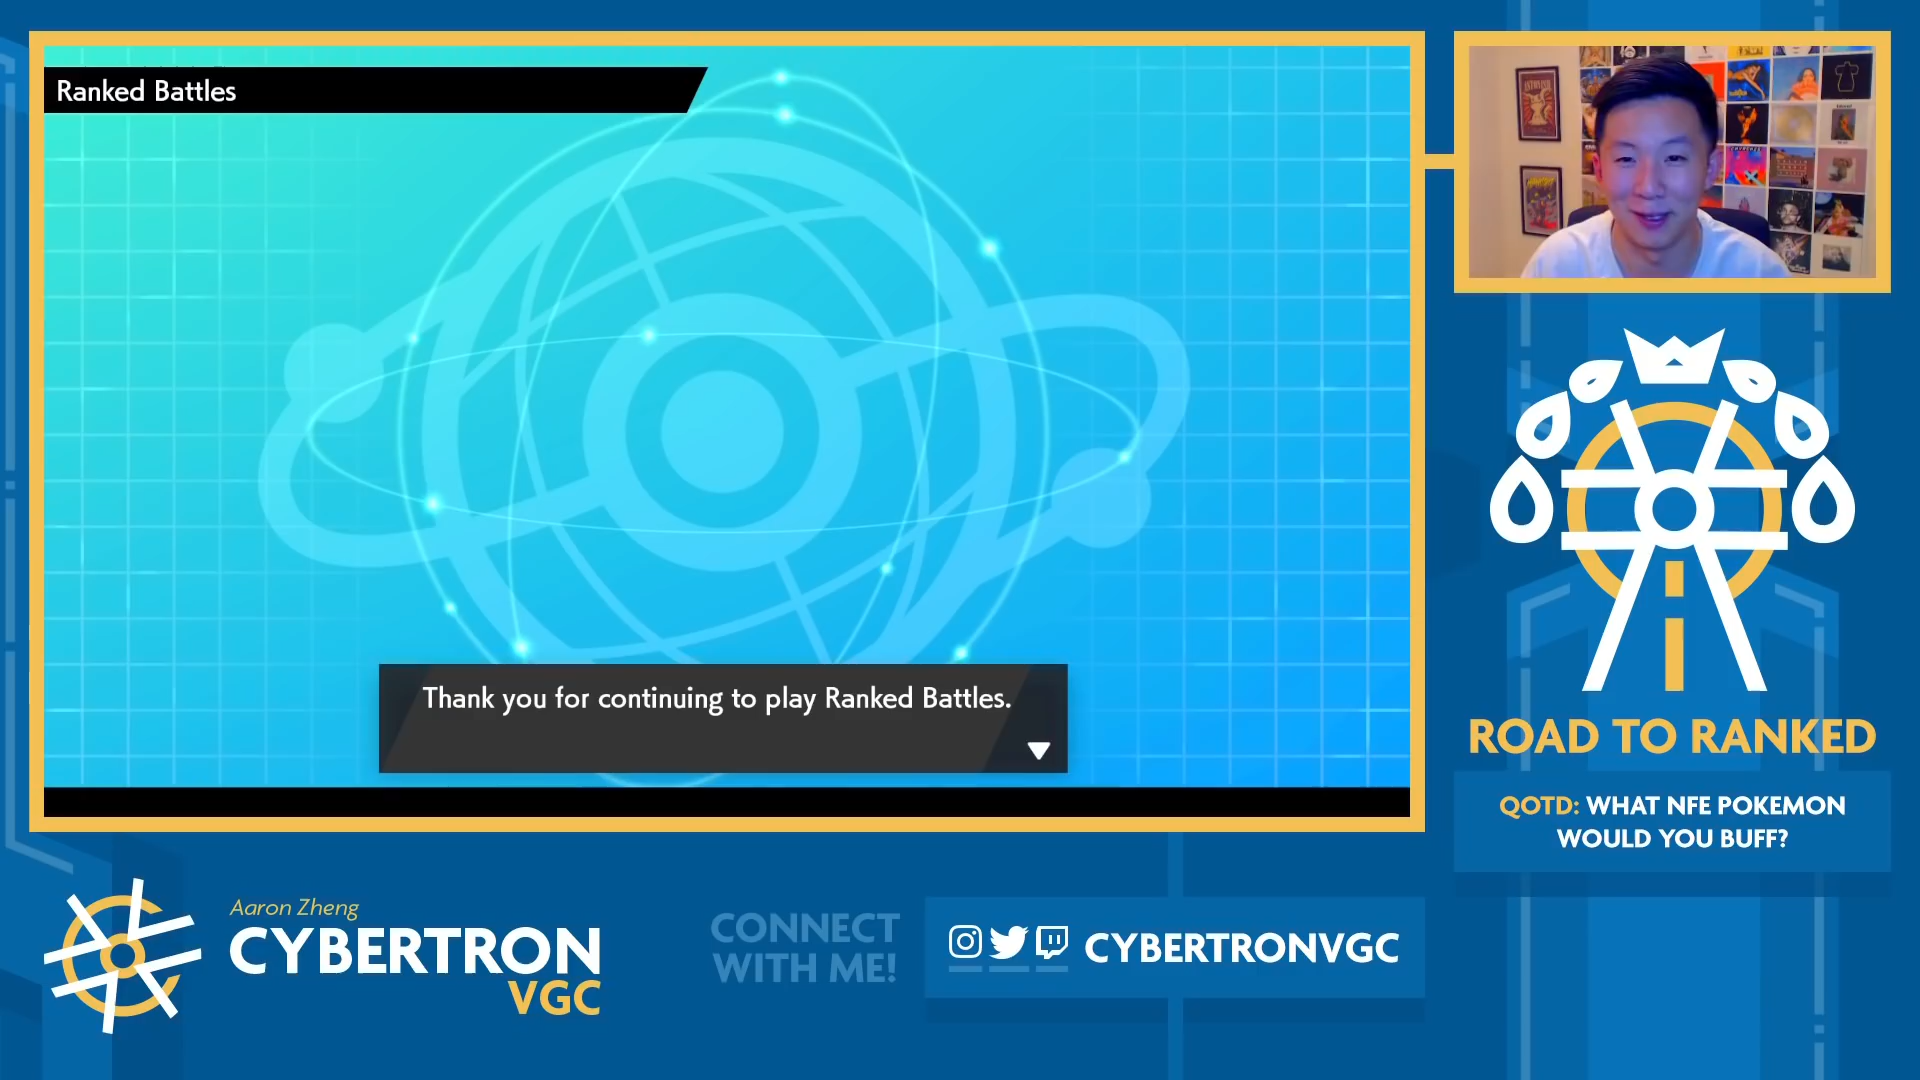 Ranked Battles
Thank you for continuing to play Ranked Battles.
ROAD TO RANKED
QOTD: WHAT NFE POKEMON
WOULD YOU BUFF?
Aaron Zheng
CYBERTRON
VGC
CONNECT
WITH ME!
CYBERTRONVGC